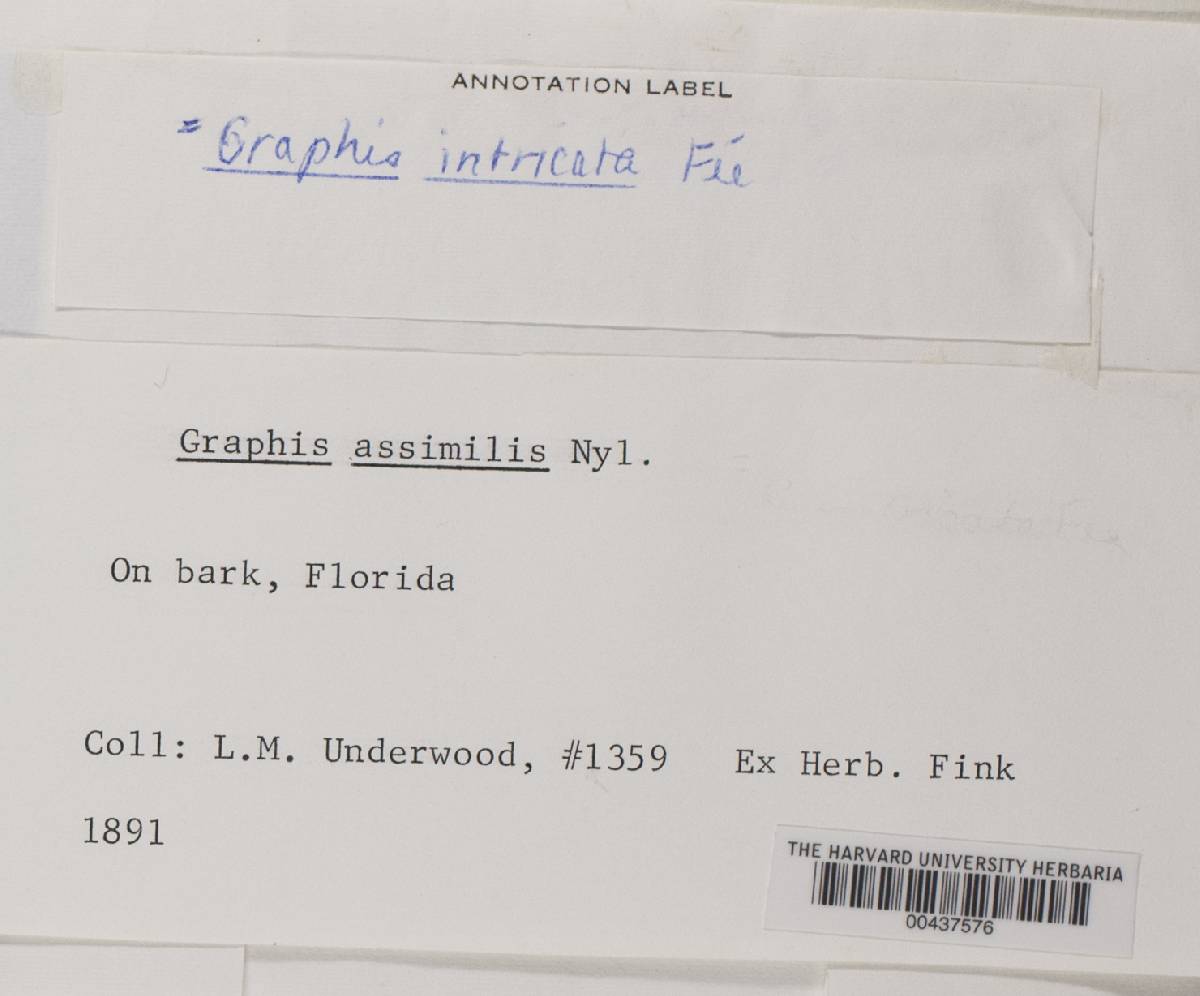 ANNOTATION LABEL
= Graphis intricata Fée
Graphis assimilis Nyl.
On bark, Florida
Coll: L.M. Underwood, #1359 Ex Herb. Fink
1891
THE HARVARD UNIVERSITY HERBARIA
00437576